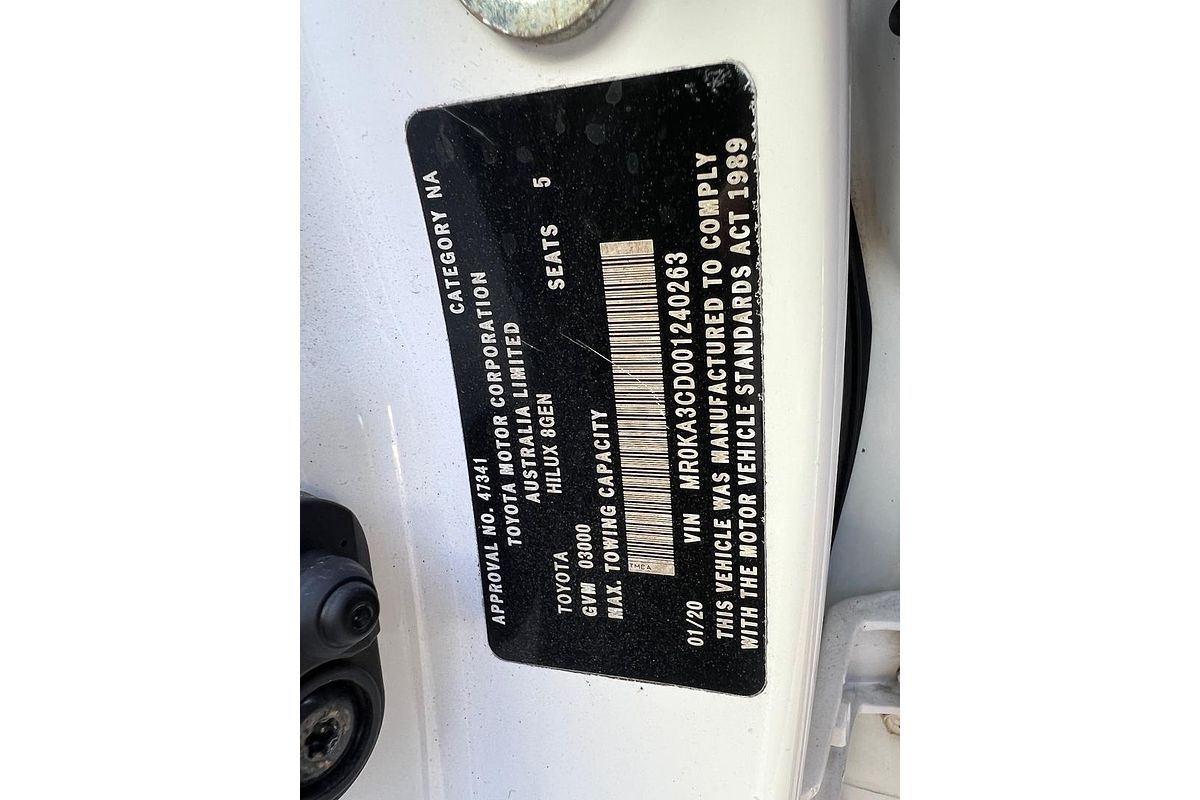 APPROVAL NO. 47341 CATEGORY NA
TOYOTA MOTOR CORPORATION
AUSTRALIA LIMITED
TOYOTA HILUX 8GEN
GVM 03000 SEATS 5
MAX. TOWING CAPACITY
TMCA
01/20 VIN MR0KA3CD001240263
THIS VEHICLE WAS MANUFACTURED TO COMPLY
WITH THE MOTOR VEHICLE STANDARDS ACT 1989